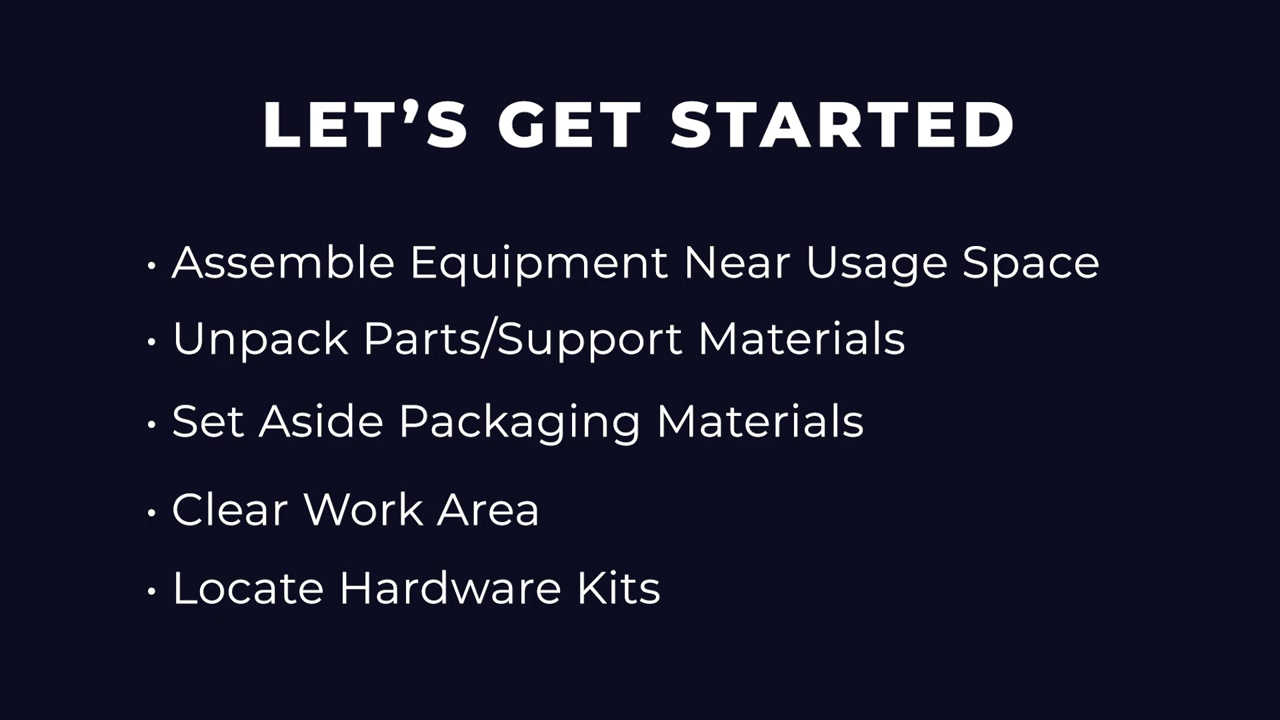 LET’S GET STARTED
• Assemble Equipment Near Usage Space
• Unpack Parts/Support Materials
• Set Aside Packaging Materials
• Clear Work Area
• Locate Hardware Kits